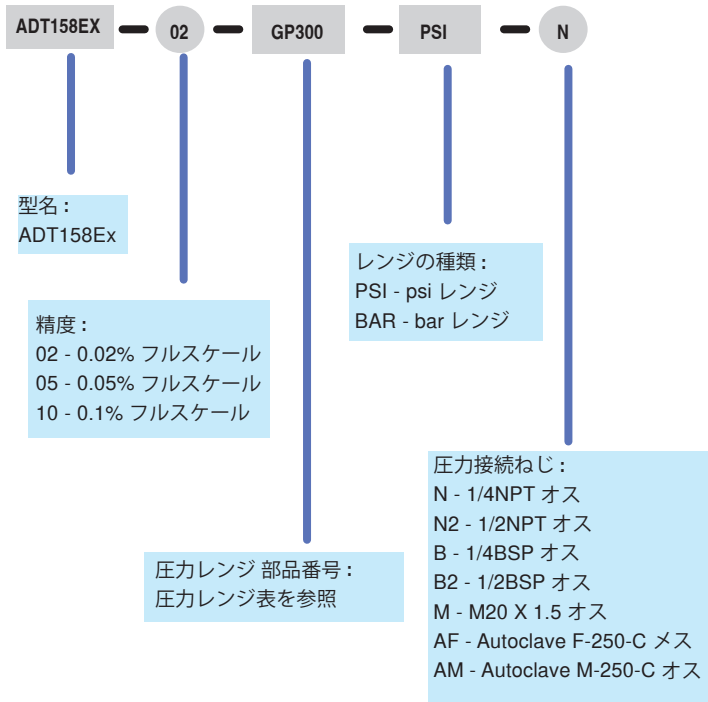 ADT158EX — 02 — GP300 — PSI — N
型名：
ADT158Ex
レンジの種類：
PSI - psi レンジ
BAR - bar レンジ
精度：
02 - 0.02% フルスケール
05 - 0.05% フルスケール
10 - 0.1% フルスケール
圧力接続ねじ：
N - 1/4NPT オス
N2 - 1/2NPT オス
B - 1/4BSP オス
B2 - 1/2BSP オス
M - M20 X 1.5 オス
AF - Autoclave F-250-C メス
AM - Autoclave M-250-C オス
圧力レンジ 部品番号：
圧力レンジ表を参照